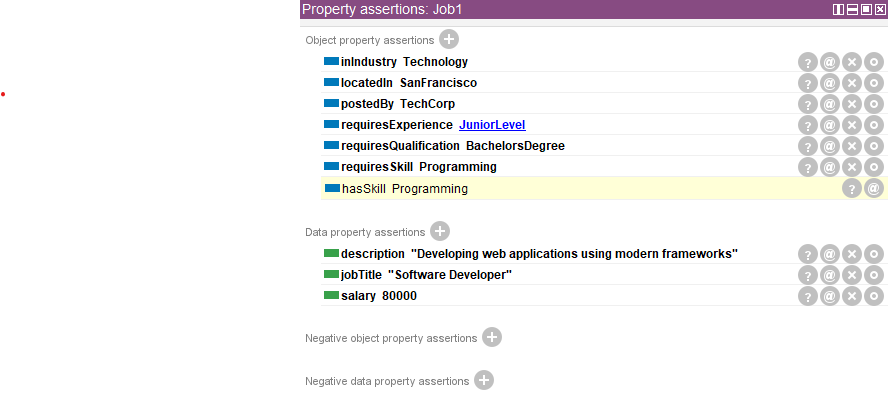 Property assertions: Job1
Object property assertions
inIndustry Technology
locatedIn SanFrancisco
postedBy TechCorp
requiresExperience JuniorLevel
requiresQualification BachelorsDegree
requiresSkill Programming
hasSkill Programming
Data property assertions
description "Developing web applications using modern frameworks"
jobTitle "Software Developer"
salary 80000
Negative object property assertions
Negative data property assertions